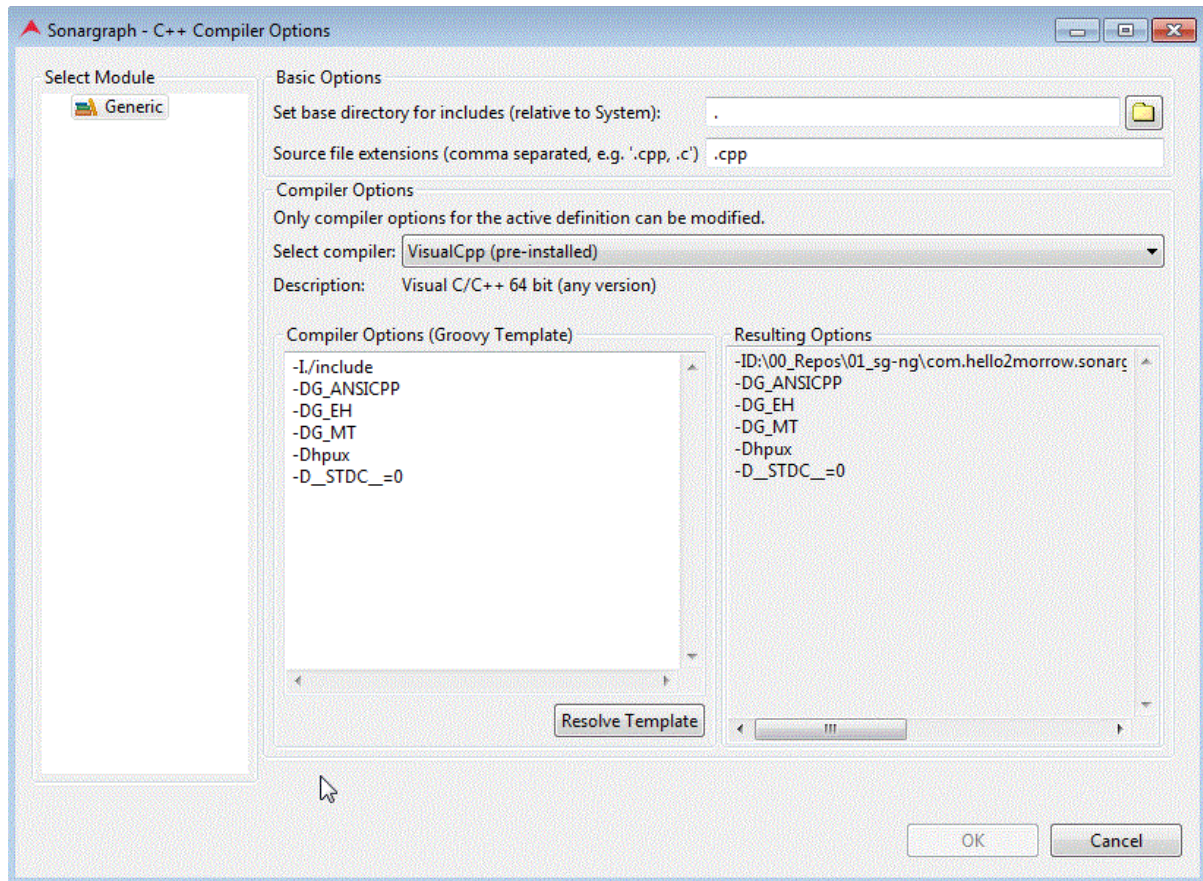 Sonargraph - C++ Compiler Options
Select Module
Generic
Basic Options
Set base directory for includes (relative to System):
.
Source file extensions (comma separated, e.g. '.cpp, .c')
.cpp
Compiler Options
Only compiler options for the active definition can be modified.
Select compiler:
VisualCpp (pre-installed)
Description:
Visual C/C++ 64 bit (any version)
Compiler Options (Groovy Template)
-I./include
-DG_ANSICPP
-DG_EH
-DG_MT
-Dhpux
-D__STDC__=0
Resolve Template
Resulting Options
-ID:\00_Repos\01_sg-ng\com.hello2morrow.sonarg
-DG_ANSICPP
-DG_EH
-DG_MT
-Dhpux
-D__STDC__=0
OK
Cancel